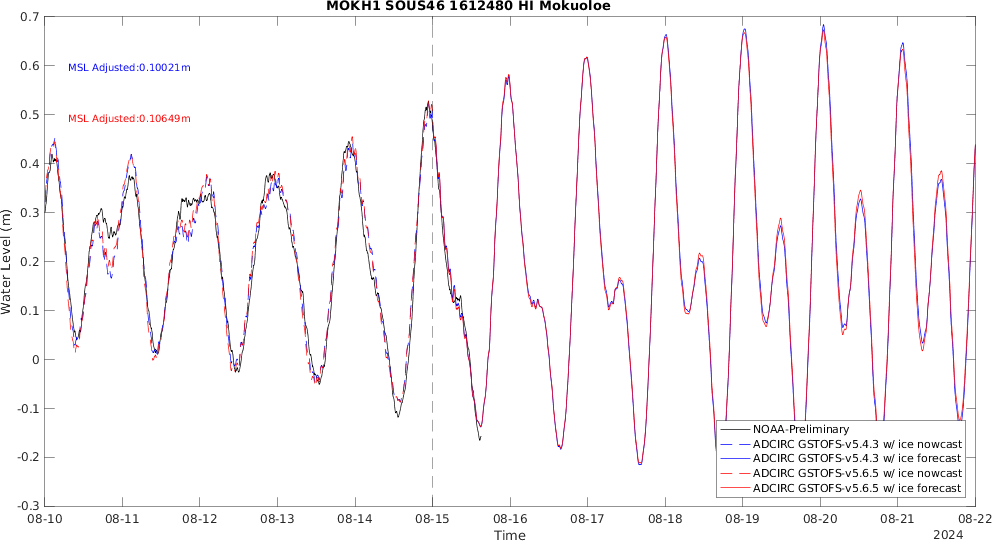 MOKH1 SOUS46 1612480 HI Mokuoloe
0.7
0.6
0.5
0.4
0.3
0.2
0.1
0
-0.1
-0.2
-0.3
Water Level (m)
MSL Adjusted:0.10021m
MSL Adjusted:0.10649m
NOAA-Preliminary
ADCIRC GSTOFS-v5.4.3 w/ ice nowcast
ADCIRC GSTOFS-v5.4.3 w/ ice forecast
ADCIRC GSTOFS-v5.6.5 w/ ice nowcast
ADCIRC GSTOFS-v5.6.5 w/ ice forecast
08-10 08-11 08-12 08-13 08-14 08-15 08-16 08-17 08-18 08-19 08-20 08-21 08-22
Time
2024